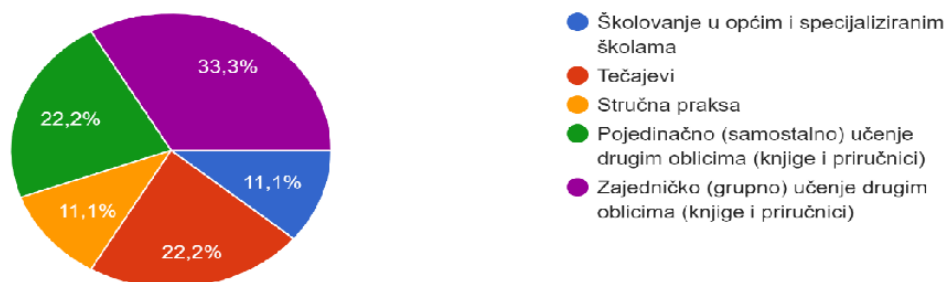 33,3%
22,2%
11,1%
11,1%
22,2%
Školovanje u općim i specijaliziranim
školama
Tečajevi
Stručna praksa
Pojedinačno (samostalno) učenje
drugim oblicima (knjige i priručnici)
Zajedničko (grupno) učenje drugim
oblicima (knjige i priručnici)